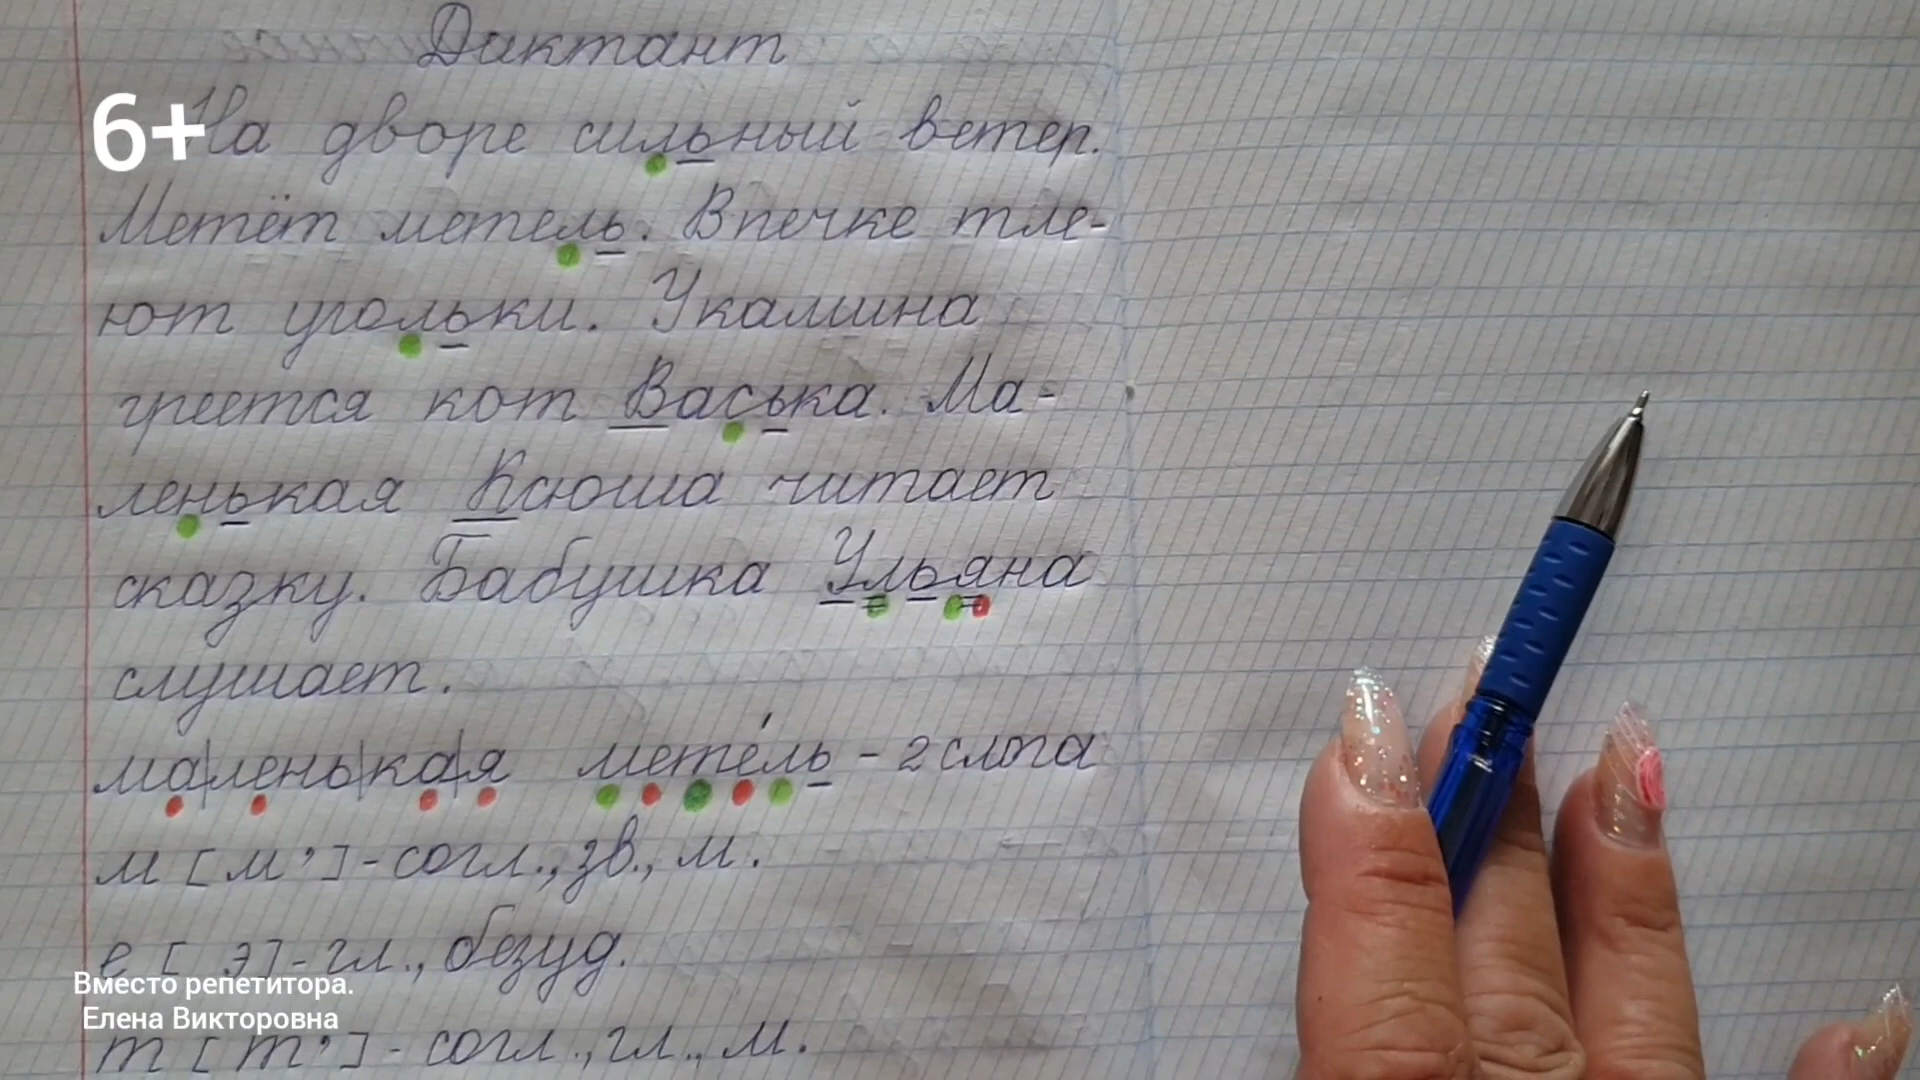 Диктант
6+
На дворе сильный ветер.
Метёт метель. В печке тле-
ют угольки. У камина
греется кот Васька. Ма-
ленькая Ксюша читает
сказку. Бабушка Ульяна
слушает.
ма|лень|ка|я метéль - 2 слога
м [м'] - согл., зв., м.
е [э] - гл., безуд.
Вместо репетитора.
Елена Викторовна
т [т'] - согл., гл., м.